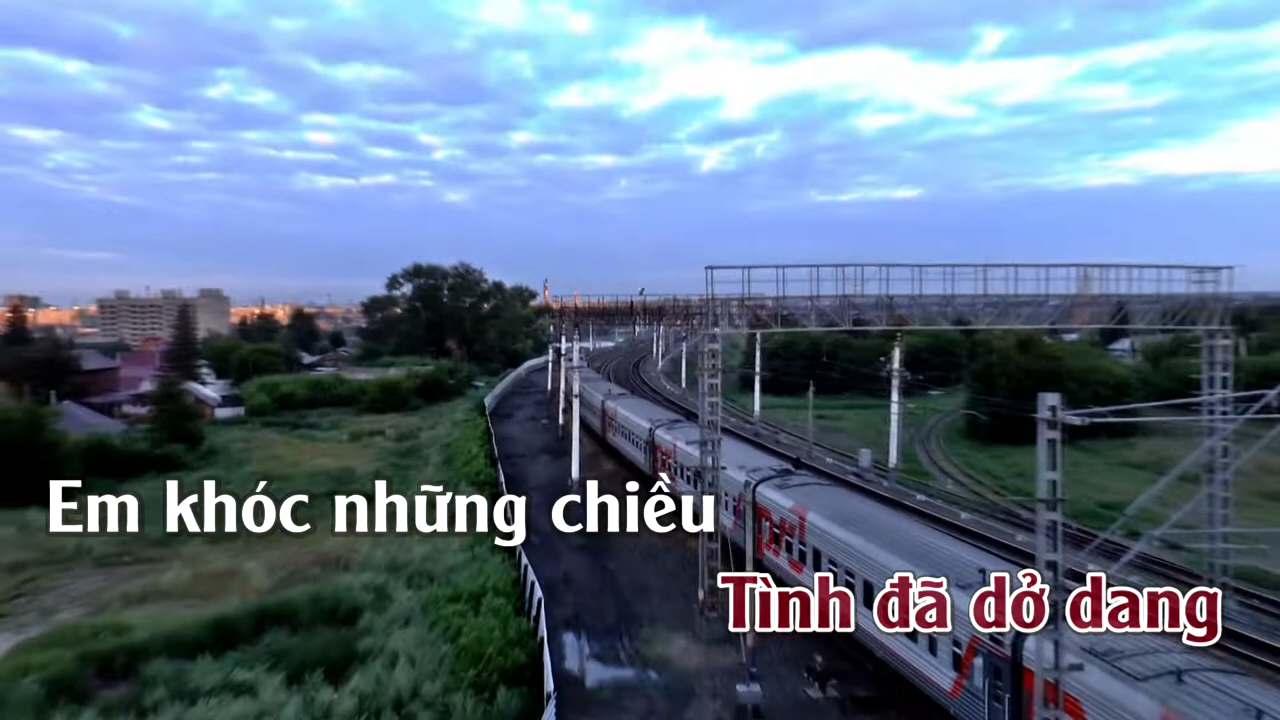 Em khóc những chiều
Tình đã dở dang